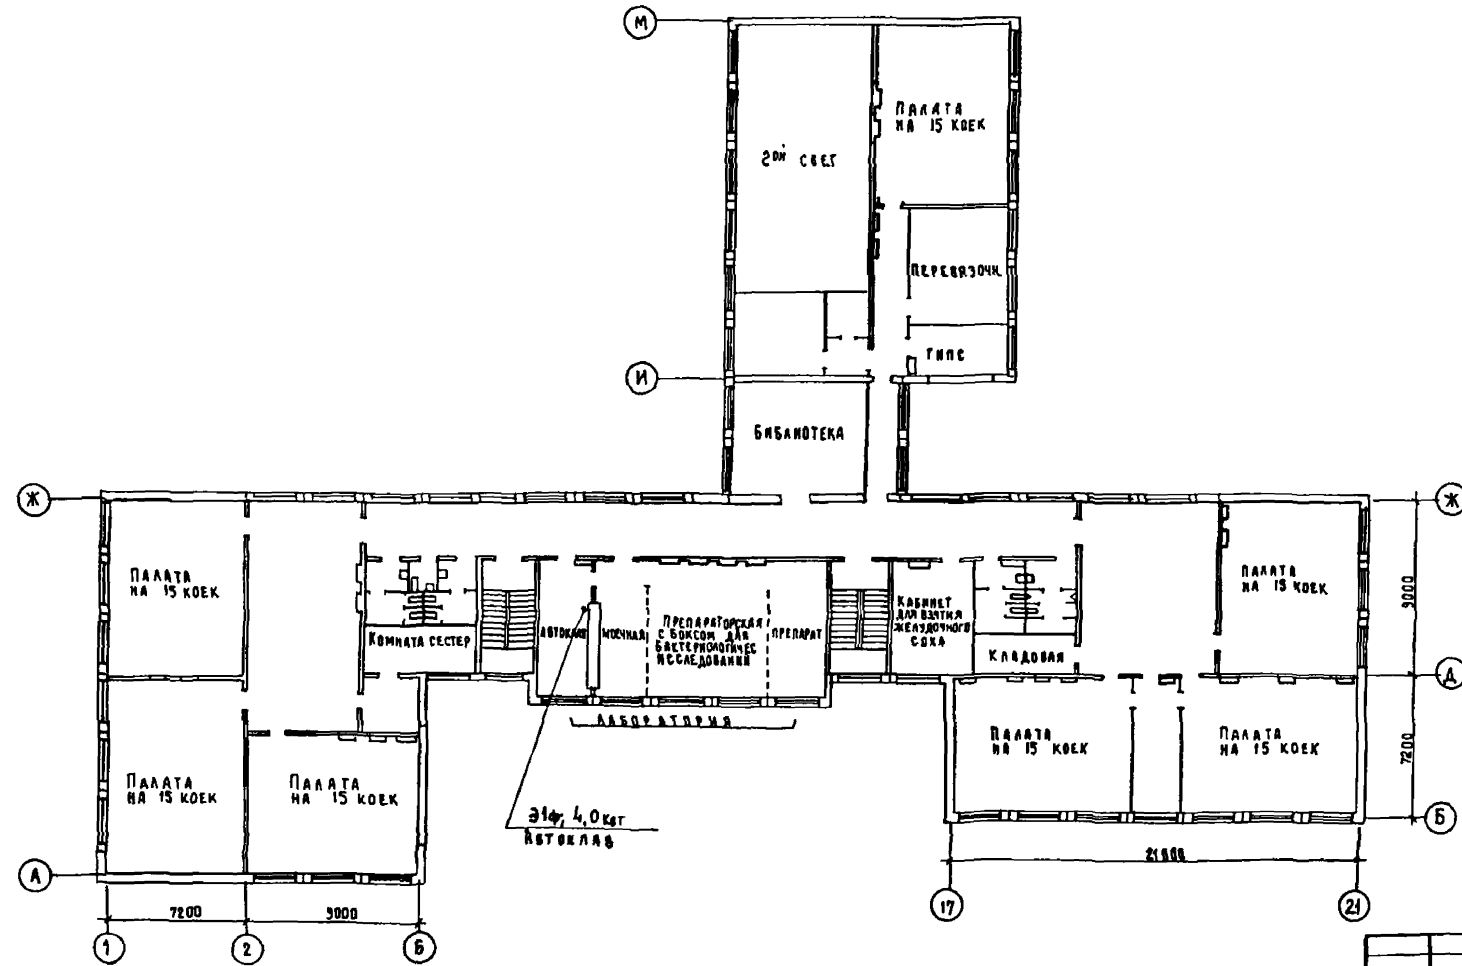 М
ПАЛАТА
НА 15 КОЕК
2ой СВЕТ
ПЕРЕВЯЗОЧН.
ГИПС
И
БИБЛИОТЕКА
Ж
Ж
ПАЛАТА
НА 15 КОЕК
КОМНАТА СЕСТЕР
АВТОКЛАВ
МОЕЧНАЯ
ПРЕПАРАТОРСКАЯ
С БОКСОМ ДЛЯ
БАКТЕРИОЛОГИЧЕС
ИССЛЕДОВАНИЙ
ПРЕПАРАТ
КАБИНЕТ
ДЛЯ ВЗЯТИЯ
ЖЕЛУДОЧНОГО
СОКА
КЛАДОВАЯ
ПАЛАТА
НА 15 КОЕК
9000
Д
ЛАБОРАТОРИЯ
ПАЛАТА
НА 15 КОЕК
ПАЛАТА
НА 15 КОЕК
7200
ПАЛАТА
НА 15 КОЕК
ПАЛАТА
НА 15 КОЕК
Э1ф, 4,0 Квт
АВТОКЛАВ
Б
А
21600
7200
9000
17
21
1
2
Б